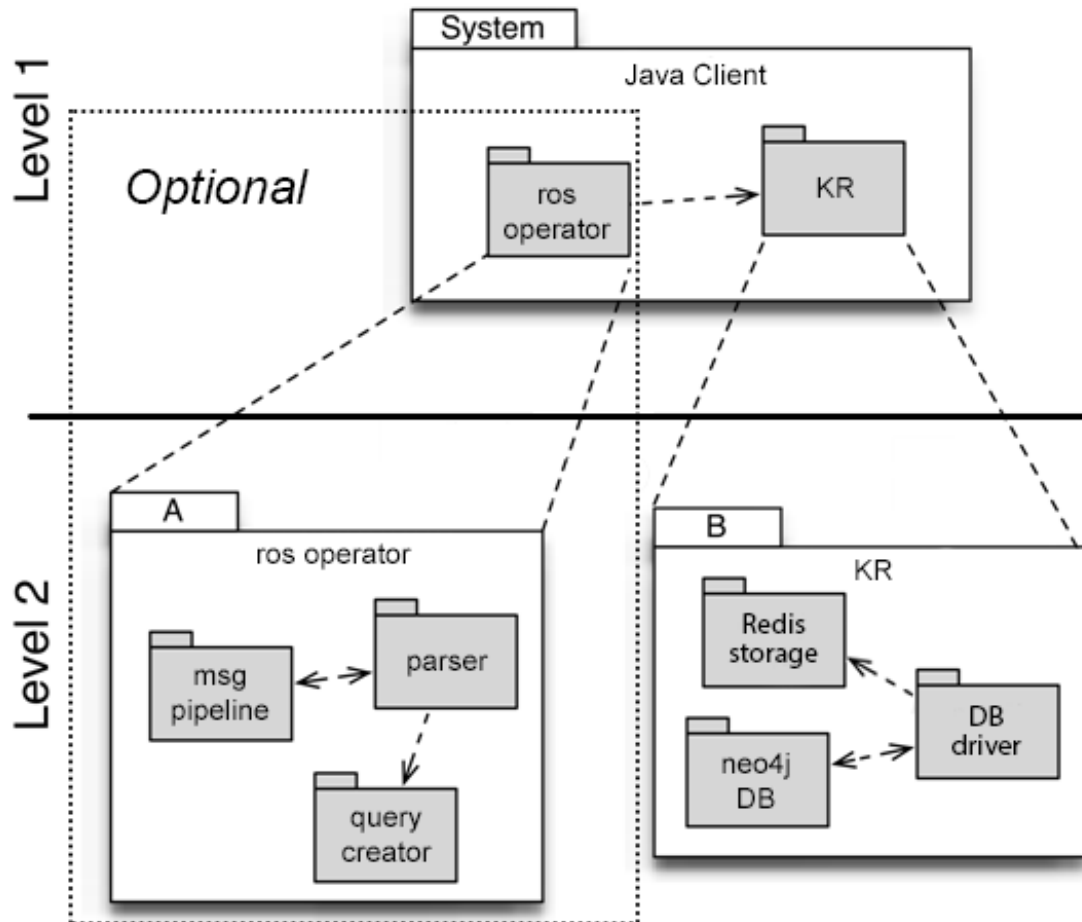 System
Java Client
Level 1
Optional
ros
operator
KR
Level 2
A
ros operator
msg
pipeline
parser
query
creator
B
KR
Redis
storage
neo4j
DB
DB
driver